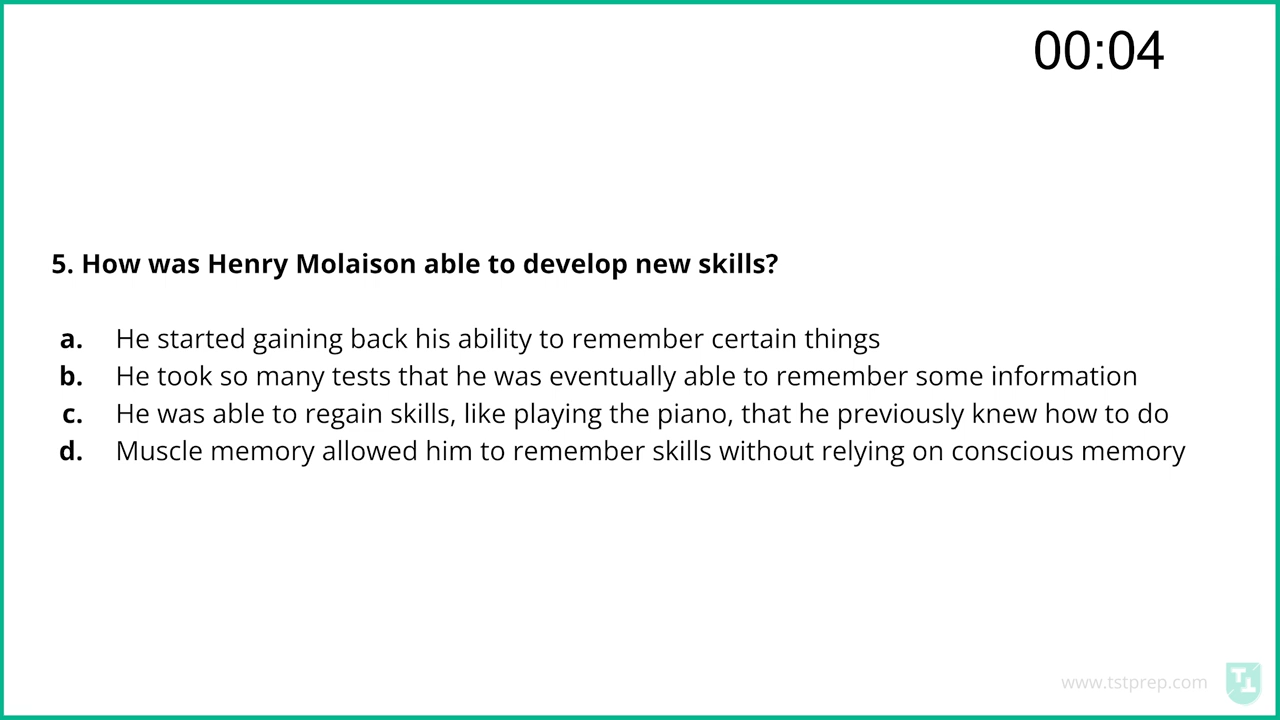 00:04
5. How was Henry Molaison able to develop new skills?
a. He started gaining back his ability to remember certain things
b. He took so many tests that he was eventually able to remember some information
c. He was able to regain skills, like playing the piano, that he previously knew how to do
d. Muscle memory allowed him to remember skills without relying on conscious memory
www.tstprep.com